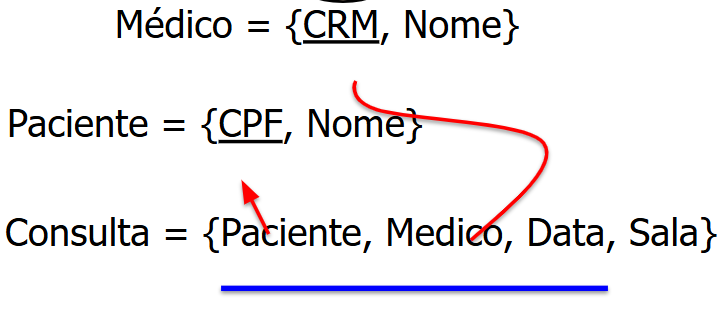 Médico = {CRM, Nome}
Paciente = {CPF, Nome}
Consulta = {Paciente, Medico, Data, Sala}